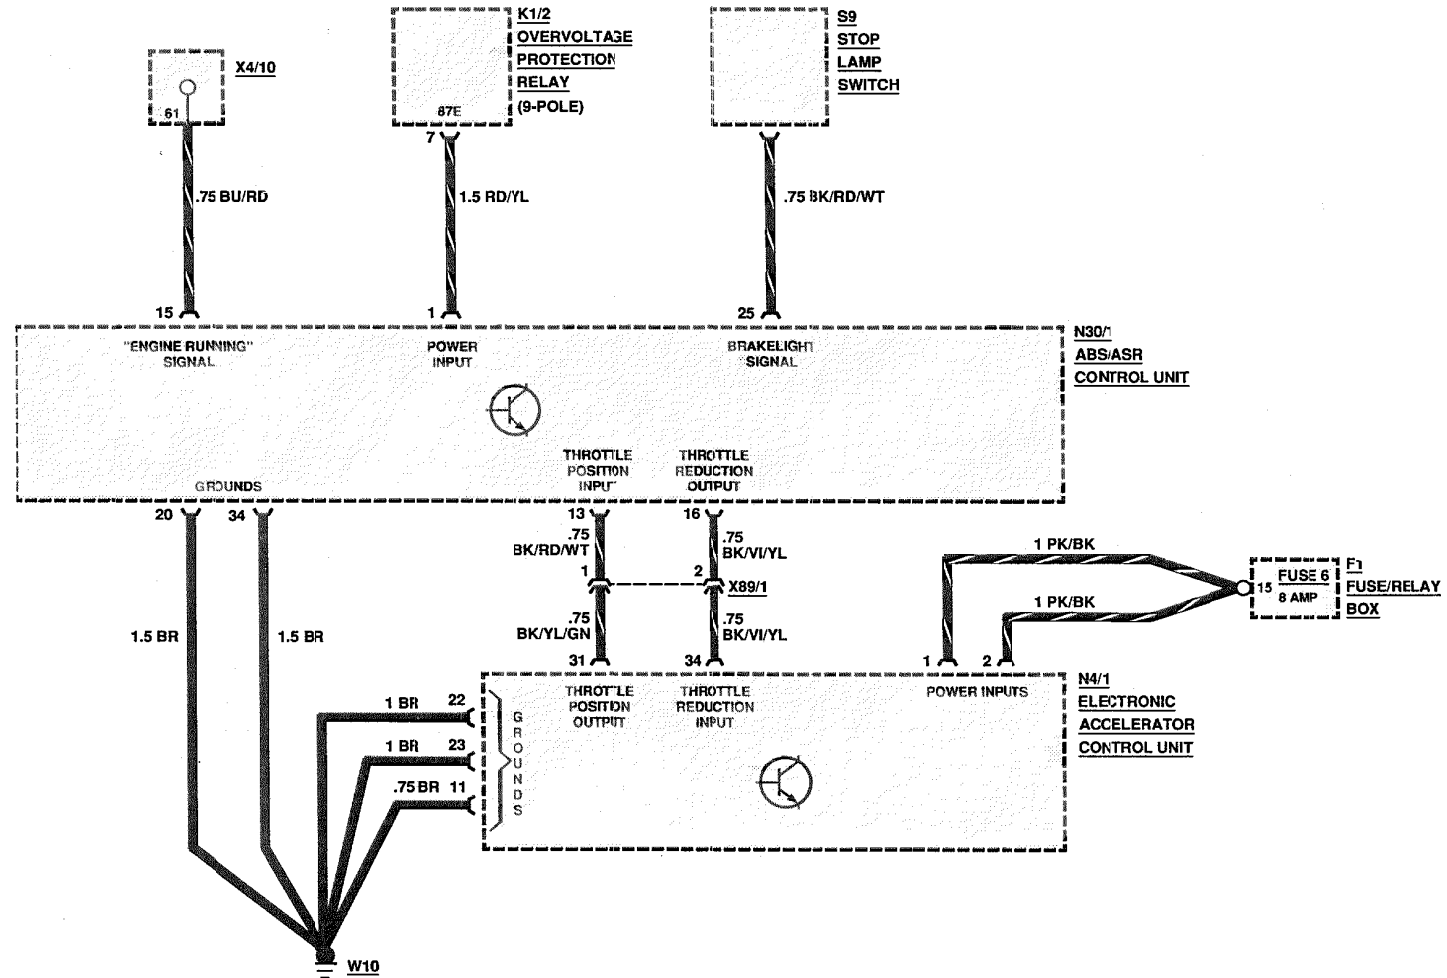 X4/10
61
.75 BU/RD
15
K1/2
OVERVOLTAGE
PROTECTION
RELAY
(9-POLE)
87E
7
1.5 RD/YL
1
S9
STOP
LAMP
SWITCH
.75 BK/RD/WT
25
N30/1
ABS/ASR
CONTROL UNIT
"ENGINE RUNNING"
SIGNAL
POWER
INPUT
BRAKELIGHT
SIGNAL
GROUNDS
THROTTLE
POSITION
INPUT
THROTTLE
REDUCTION
OUTPUT
20
34
13
16
.75
BK/RD/WT
.75
BK/VI/YL
1
2
X89/1
.75
BK/YL/GN
.75
BK/VI/YL
31
34
1.5 BR
1.5 BR
1 PK/BK
1 PK/BK
1
2
15
FUSE 6
8 AMP
F1
FUSE/RELAY
BOX
N4/1
ELECTRONIC
ACCELERATOR
CONTROL UNIT
THROTTLE
POSITION
OUTPUT
THROTTLE
REDUCTION
INPUT
POWER INPUTS
1 BR 22
1 BR 23
.75 BR 11
GROUNDS
W10